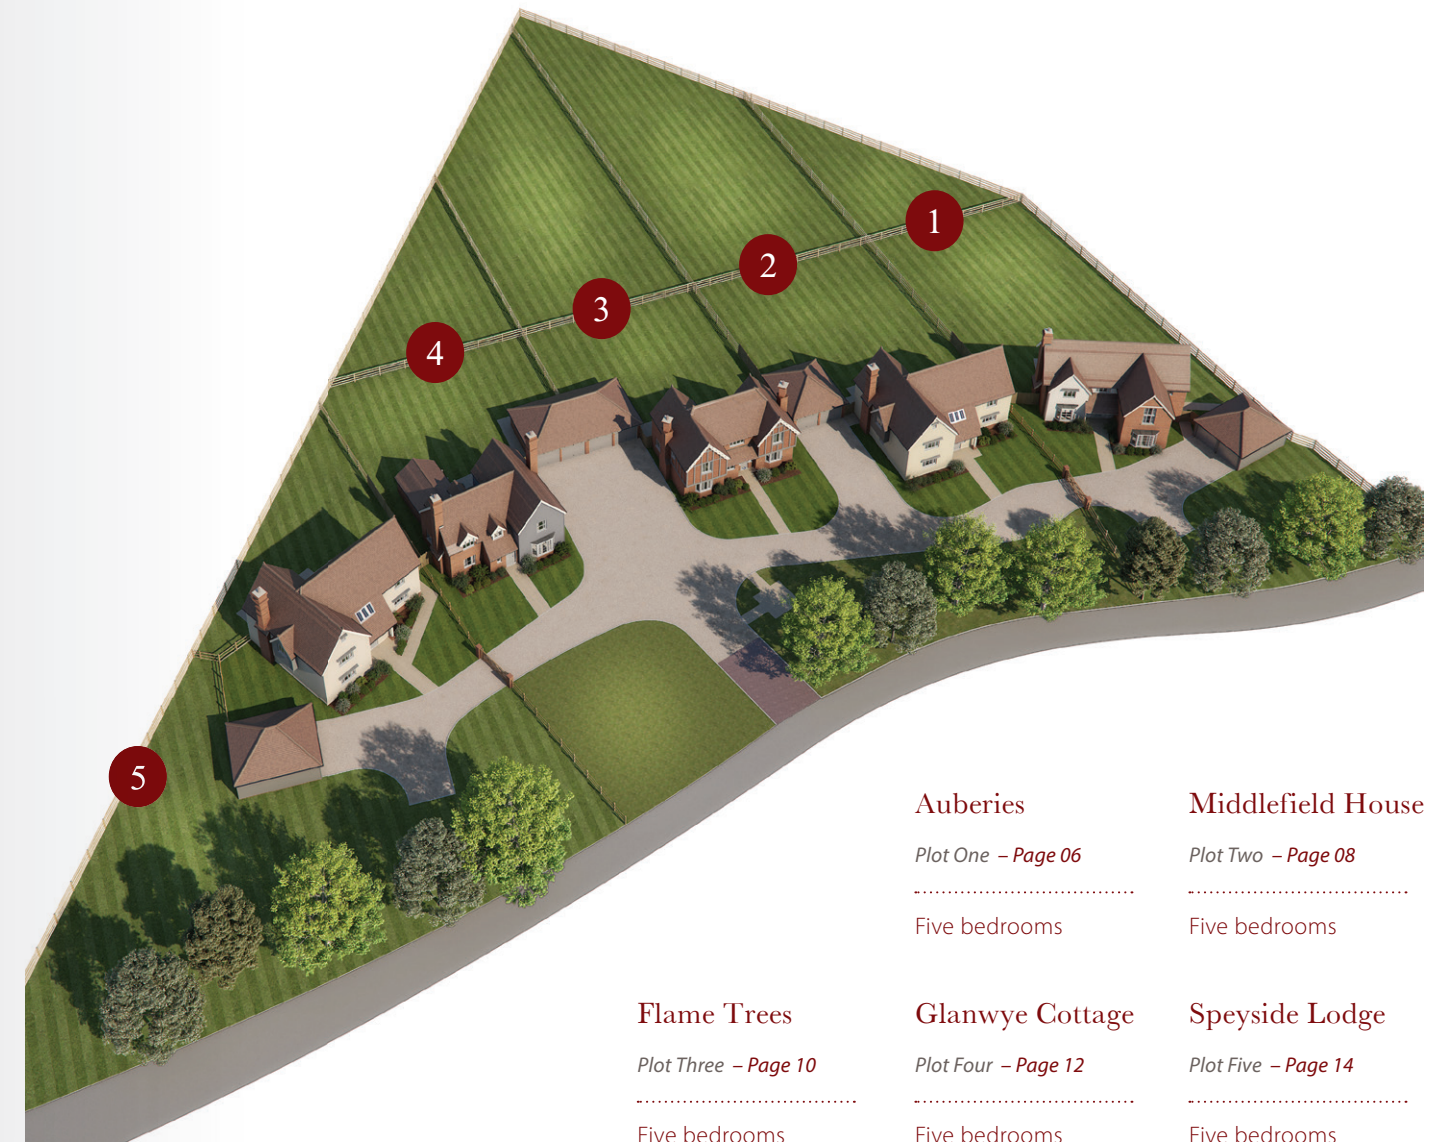 1
2
3
4
5
Auberies
Plot One – Page 06
Five bedrooms
Middlefield House
Plot Two – Page 08
Five bedrooms
Flame Trees
Plot Three – Page 10
Five bedrooms
Glanwye Cottage
Plot Four – Page 12
Five bedrooms
Speyside Lodge
Plot Five – Page 14
Five bedrooms